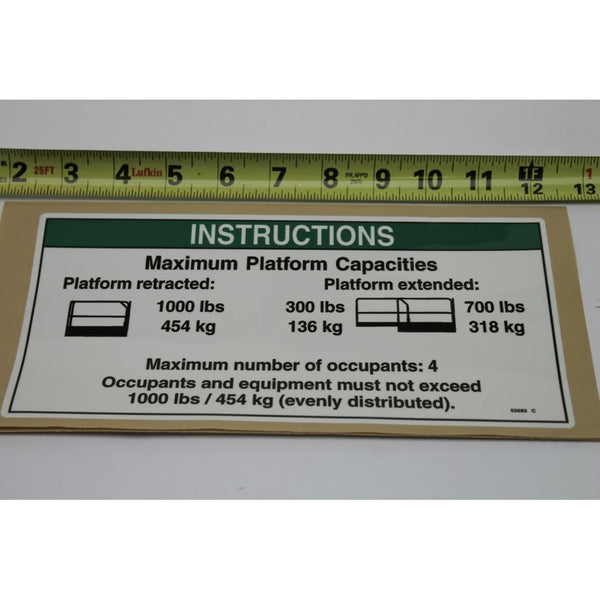 2 25FT 3 4 Lufkin 5 6 7 8 9 10 11 1F 12 1 13
INSTRUCTIONS
Maximum Platform Capacities
Platform retracted: Platform extended:
1000 lbs 300 lbs 700 lbs
454 kg 136 kg 318 kg
Maximum number of occupants: 4
Occupants and equipment must not exceed
1000 lbs / 454 kg (evenly distributed).